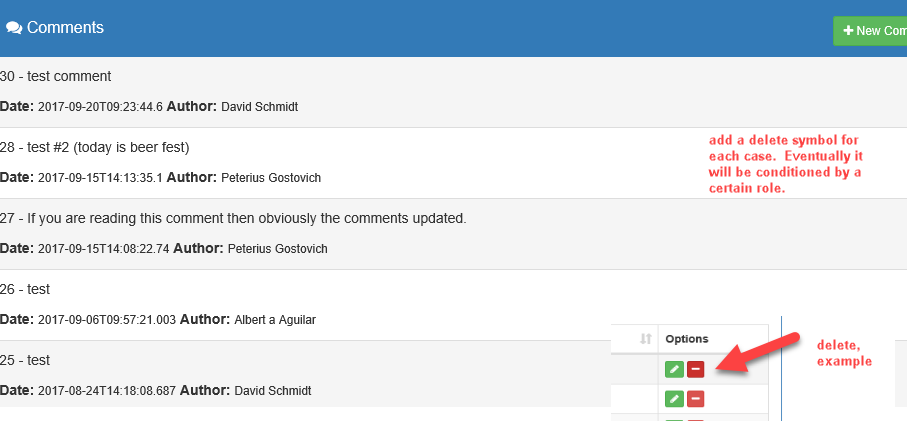 Comments
New Com
30 - test comment
Date: 2017-09-20T09:23:44.6 Author: David Schmidt
28 - test #2 (today is beer fest)
Date: 2017-09-15T14:13:35.1 Author: Peterius Gostovich
add a delete symbol for
each case. Eventually it
will be conditioned by a
certain role.
27 - If you are reading this comment then obviously the comments updated.
Date: 2017-09-15T14:08:22.74 Author: Peterius Gostovich
26 - test
Date: 2017-09-06T09:57:21.003 Author: Albert a Aguilar
25 - test
Date: 2017-08-24T14:18:08.687 Author: David Schmidt
Options
delete,
example